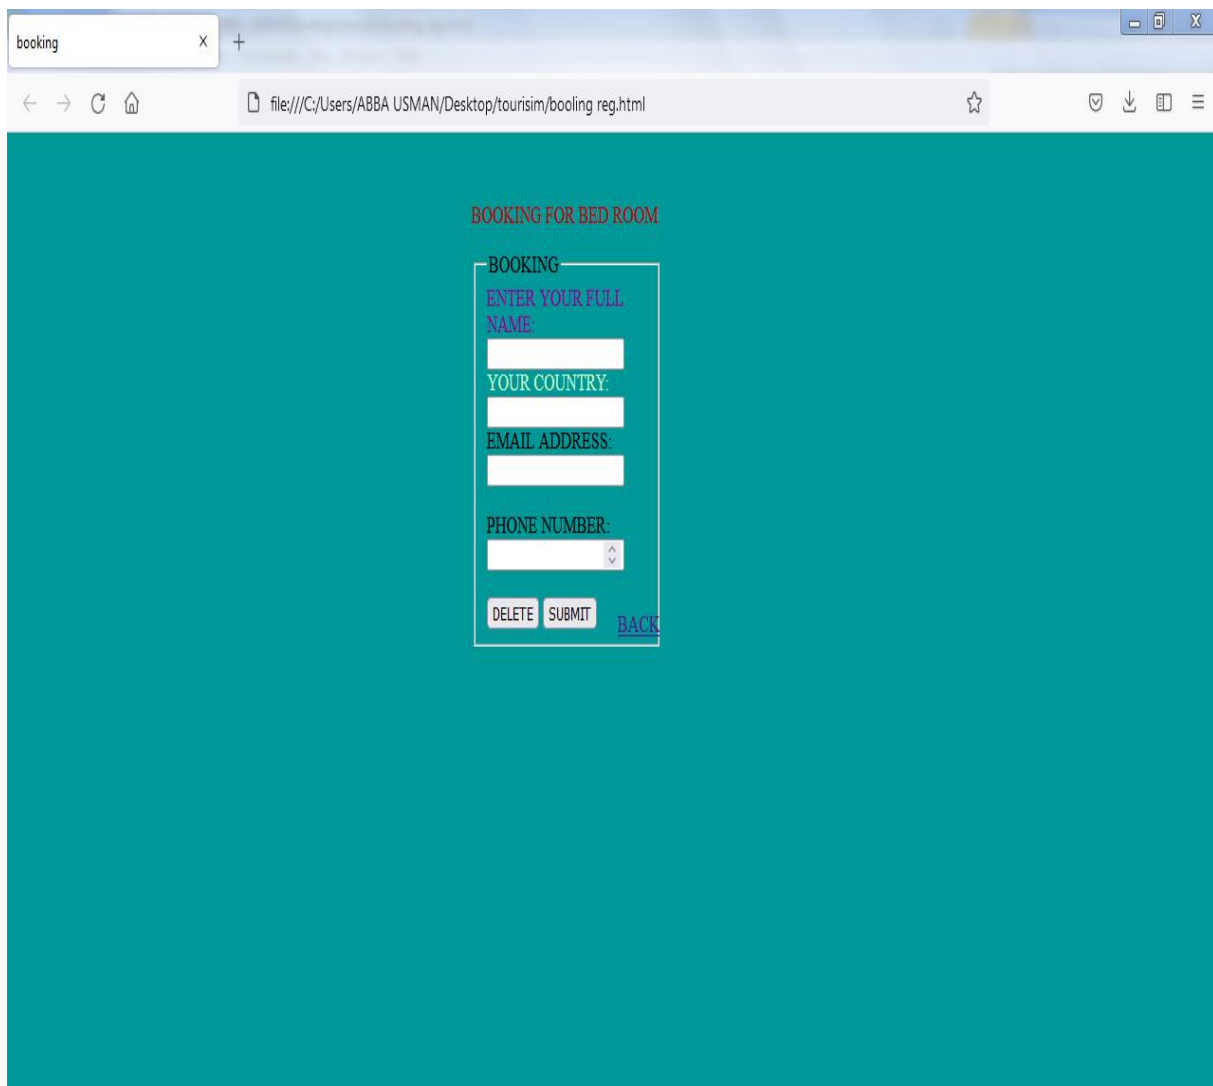 booking
file:///C:/Users/ABBA USMAN/Desktop/tourisim/booling reg.html
BOOKING FOR BED ROOM
BOOKING
ENTER YOUR FULL
NAME:
YOUR COUNTRY:
EMAIL ADDRESS:
PHONE NUMBER:
DELETE SUBMIT BACK